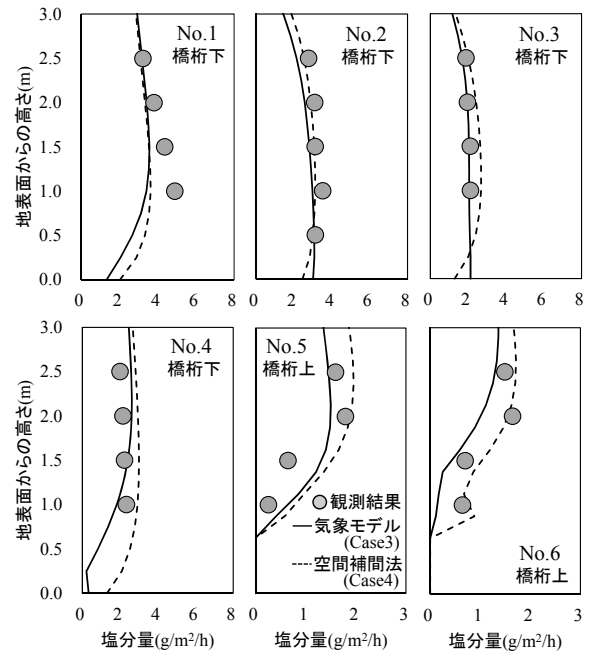 3.0
2.5
2.0
1.5
1.0
0.5
0.0
地表面からの高さ(m)
No.1
橋桁下
0 2 4 6 8
No.2
橋桁下
0 2 4 6 8
No.3
橋桁下
0 2 4 6 8
3.0
2.5
2.0
1.5
1.0
0.5
0.0
地表面からの高さ(m)
No.4
橋桁下
0 2 4 6 8
塩分量(g/m²/h)
No.5
橋桁上
観測結果
気象モデル
(Case3)
空間補間法
(Case4)
0 1 2 3
塩分量(g/m²/h)
No.6
橋桁上
0 1 2 3
塩分量(g/m²/h)